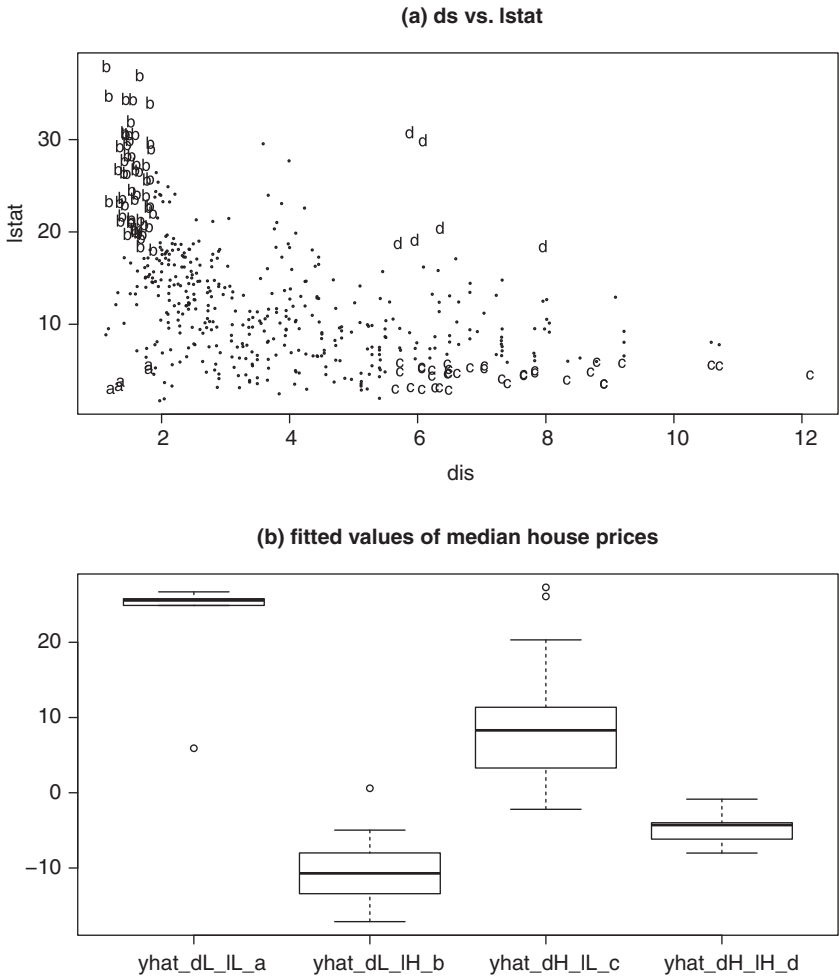 (a) ds vs. lstat
lstat
30
20
10
2 4 6 8 10 12
dis
(b) fitted values of median house prices
20
10
0
−10
yhat_dL_lL_a yhat_dL_lH_b yhat_dH_lL_c yhat_dH_lH_d